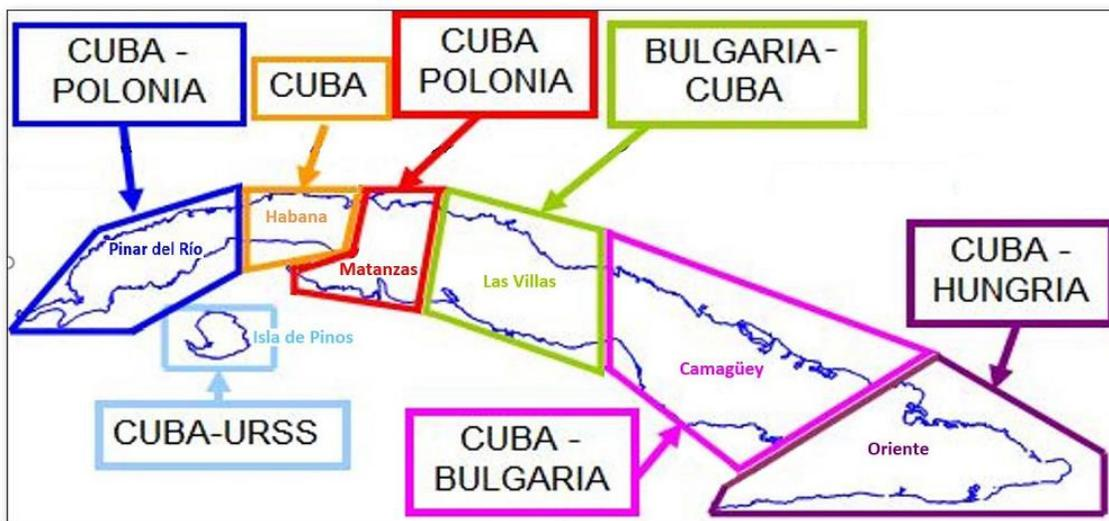 CUBA -
POLONIA
CUBA
CUBA
POLONIA
BULGARIA-
CUBA
Habana
Pinar del Río
Matanzas
Las Villas
CUBA -
HUNGRIA
Isla de Pinos
Camagüey
CUBA-URSS
CUBA -
BULGARIA
Oriente